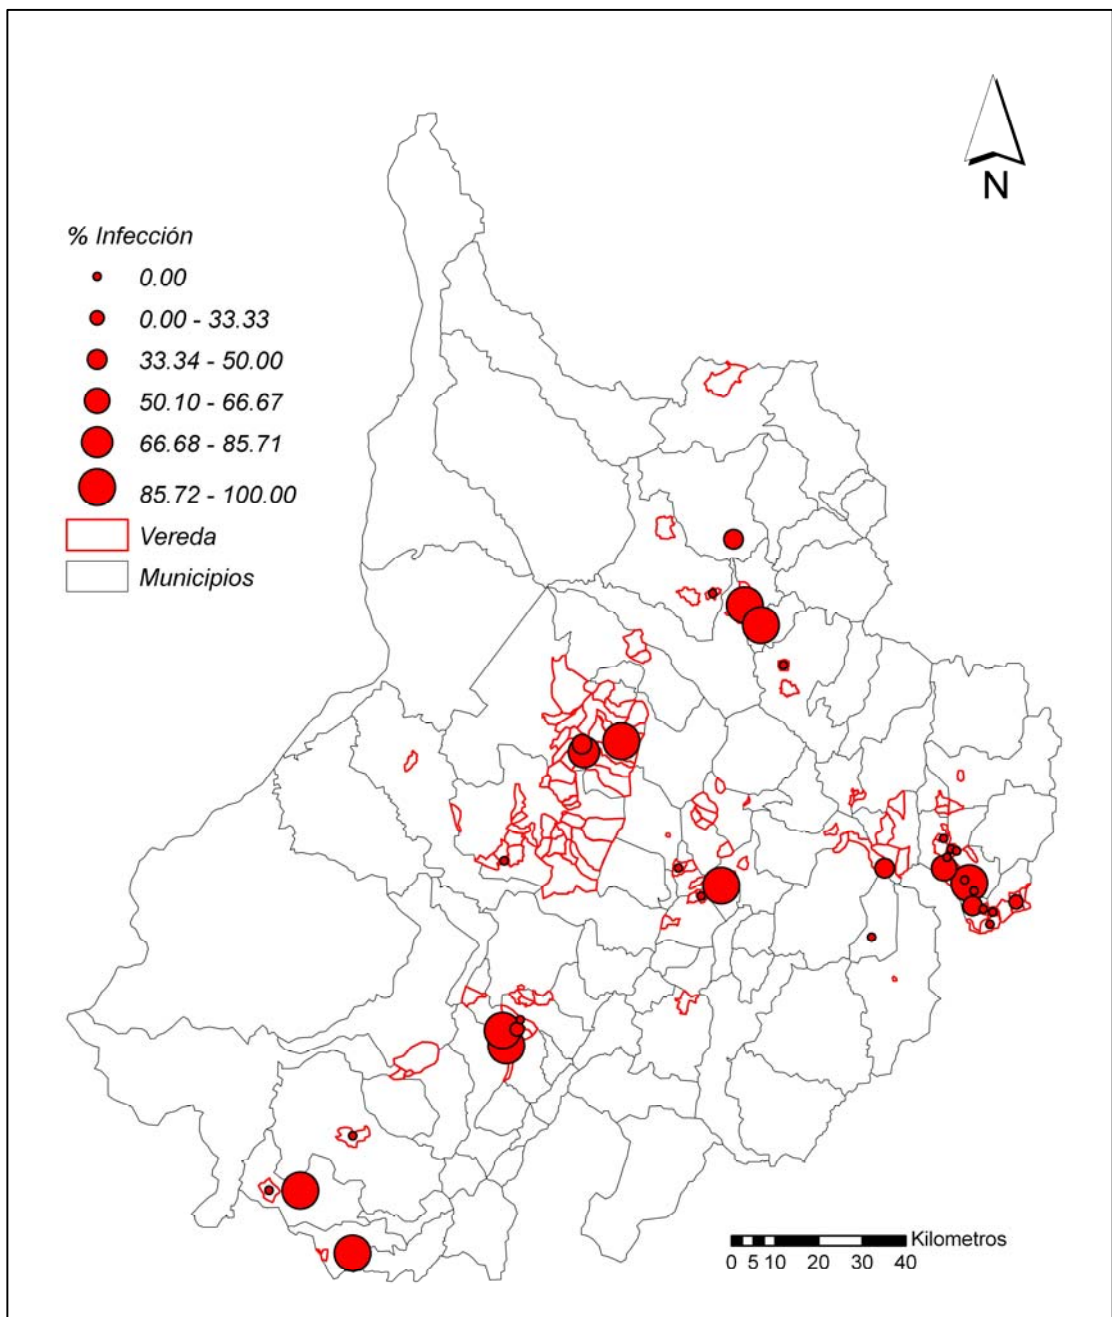 N
% Infección
0.00
0.00 - 33.33
33.34 - 50.00
50.10 - 66.67
66.68 - 85.71
85.72 - 100.00
Vereda
Municipios
Kilometros
0 5 10 20 30 40